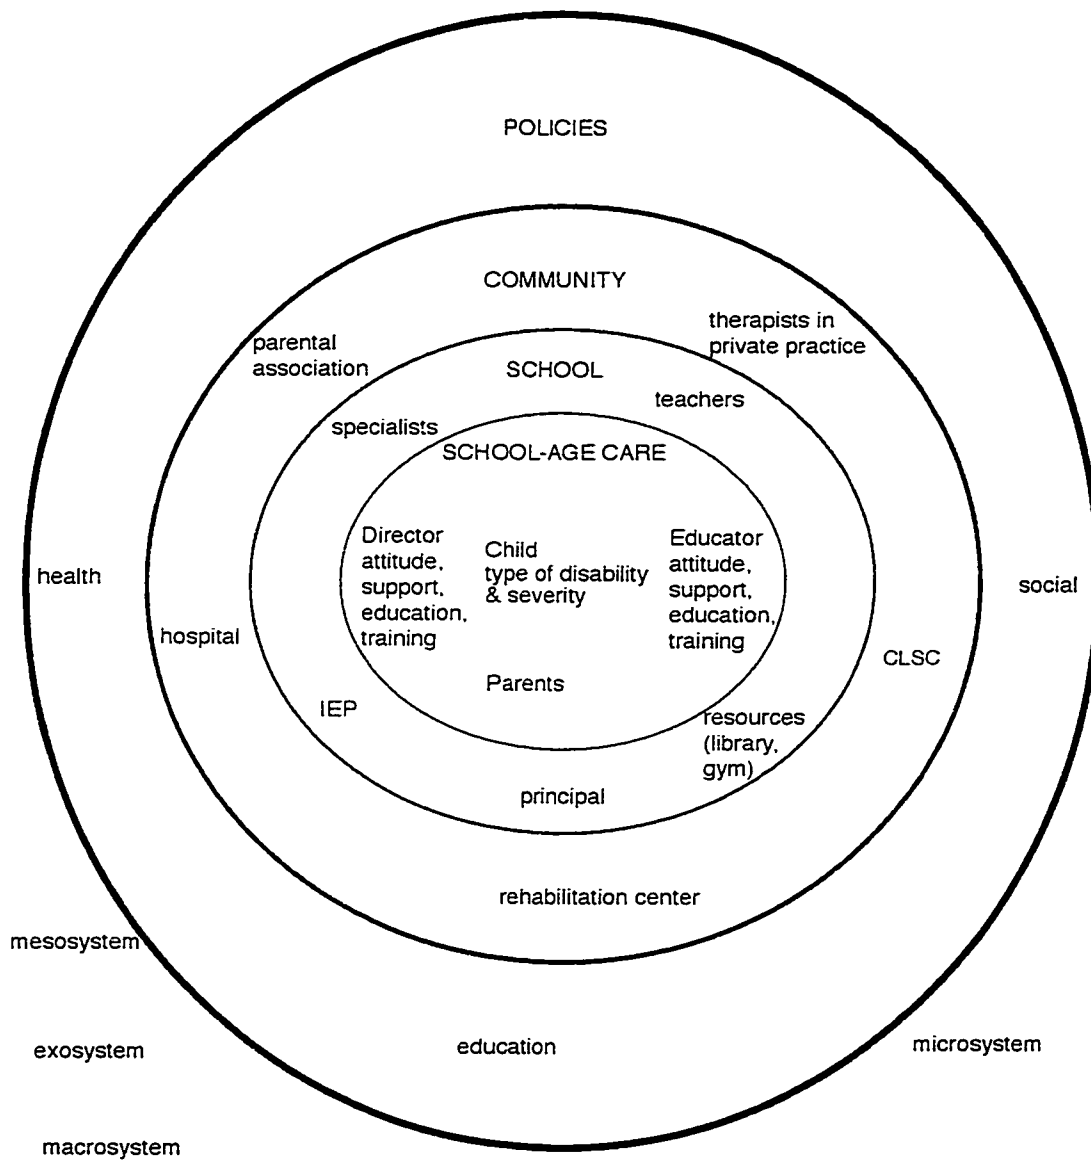 POLICIES
COMMUNITY
therapists in
private practice
parental
association
SCHOOL
teachers
specialists
SCHOOL-AGE CARE
Director
attitude,
support,
education,
training
Child
type of disability
& severity
Educator
attitude,
support,
education,
training
health
social
hospital
CLSC
Parents
IEP
resources
(library,
gym)
principal
rehabilitation center
mesosystem
exosystem
education
microsystem
macrosystem